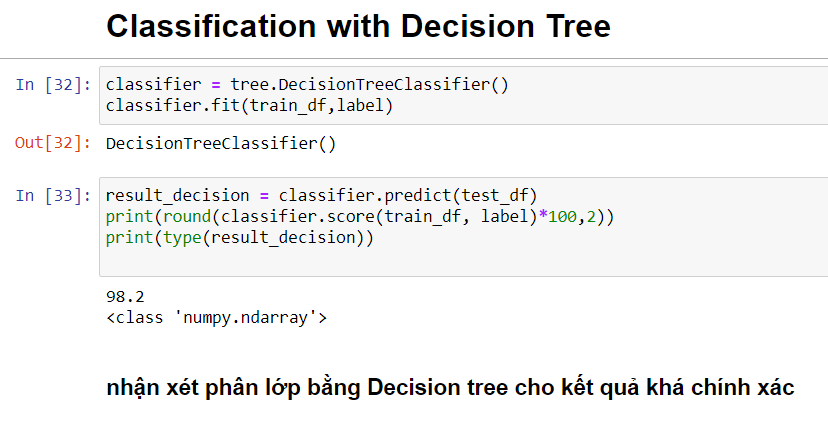 Classification with Decision Tree
In [32]: classifier = tree.DecisionTreeClassifier()
classifier.fit(train_df,label)
Out[32]: DecisionTreeClassifier()
In [33]: result_decision = classifier.predict(test_df)
print(round(classifier.score(train_df, label)*100,2))
print(type(result_decision))
98.2
<class 'numpy.ndarray'>
nhận xét phân lớp bằng Decision tree cho kết quả khá chính xác